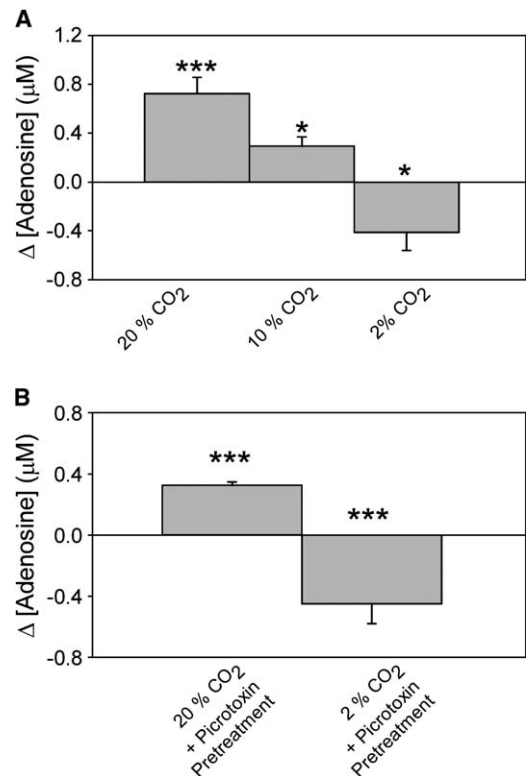 A
Δ [Adenosine] (μM)
1.2
0.8
0.4
0.0
-0.4
-0.8
***
*
*
20 % CO2
10 % CO2
2% CO2
B
Δ [Adenosine] (μM)
0.8
0.4
0.0
-0.4
-0.8
***
***
20 % CO2
+ Picrotoxin
Pretreatment
2 % CO2
+ Picrotoxin
Pretreatment